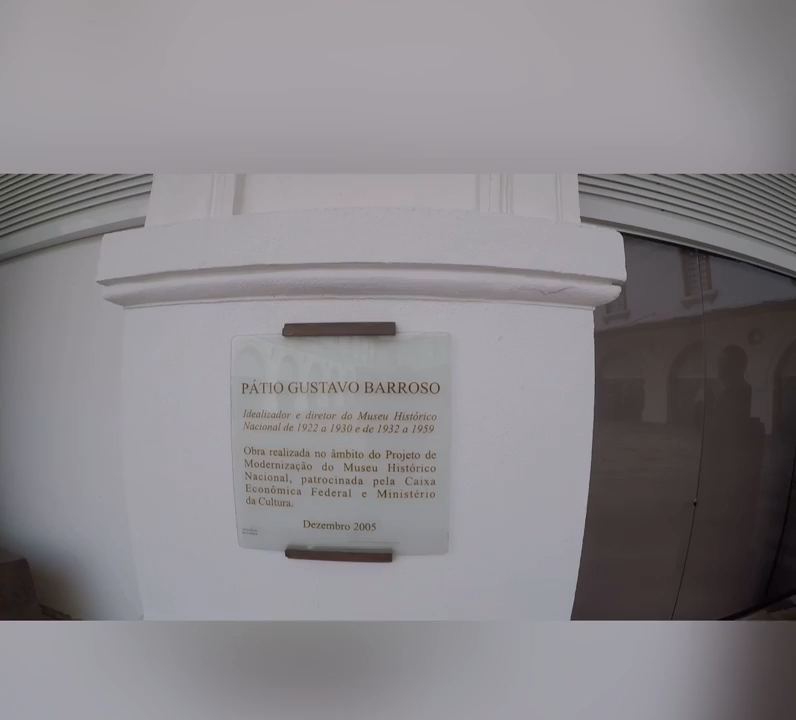 PÁTIO GUSTAVO BARROSO
Idealizador e diretor do Museu Histórico
Nacional de 1922 a 1930 e de 1932 a 1959
Obra realizada no âmbito do Projeto de
Modernização do Museu Histórico
Nacional, patrocinada pela Caixa
Econômica Federal e Ministério
da Cultura.
Dezembro 2005